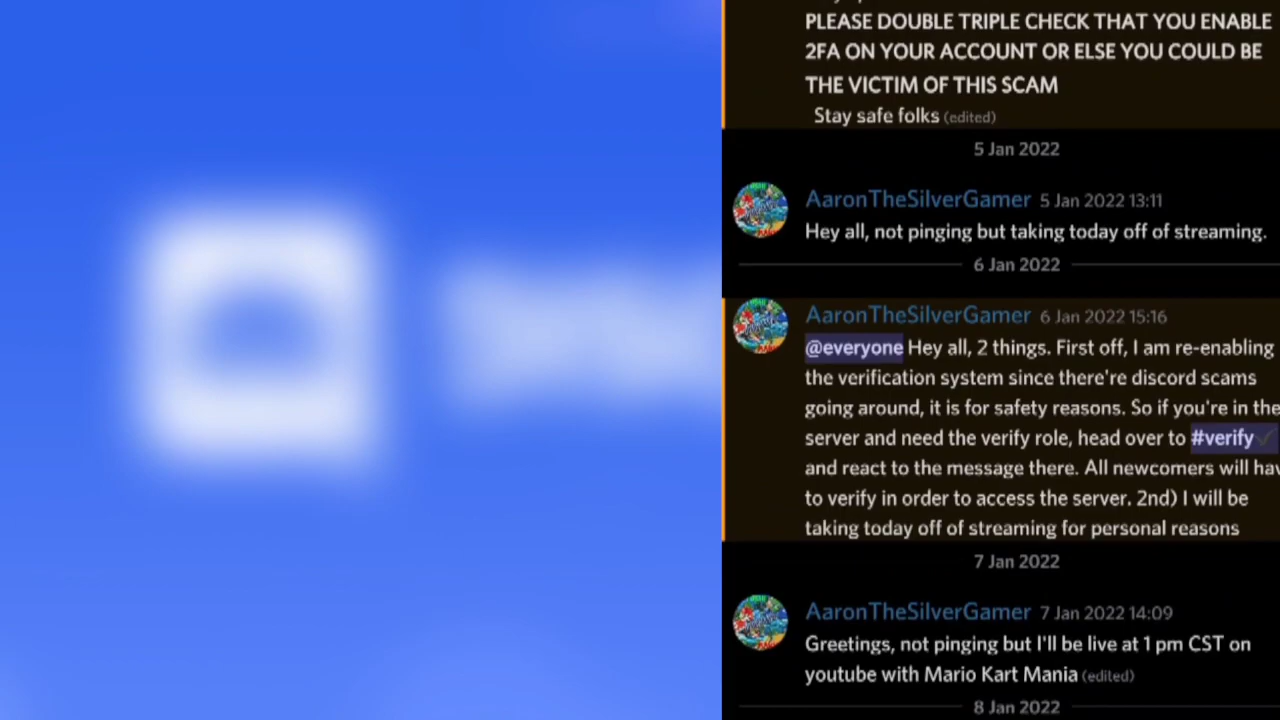 PLEASE DOUBLE TRIPLE CHECK THAT YOU ENABLE
2FA ON YOUR ACCOUNT OR ELSE YOU COULD BE
THE VICTIM OF THIS SCAM
Stay safe folks (edited)
5 Jan 2022
AaronTheSilverGamer 5 Jan 2022 13:11
Hey all, not pinging but taking today off of streaming.
6 Jan 2022
AaronTheSilverGamer 6 Jan 2022 15:16
@everyone Hey all, 2 things. First off, I am re-enabling
the verification system since there're discord scams
going around, it is for safety reasons. So if you're in the
server and need the verify role, head over to #verify✓
and react to the message there. All newcomers will hav
to verify in order to access the server. 2nd) I will be
taking today off of streaming for personal reasons
7 Jan 2022
AaronTheSilverGamer 7 Jan 2022 14:09
Greetings, not pinging but I'll be live at 1 pm CST on
youtube with Mario Kart Mania (edited)
8 Jan 2022